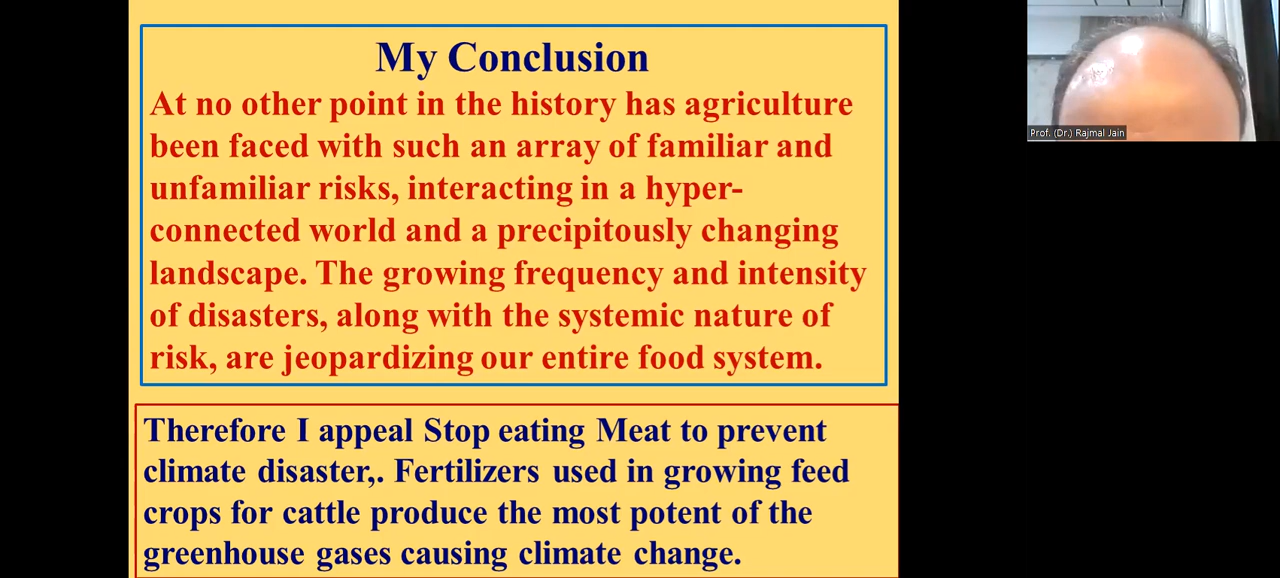 My Conclusion
At no other point in the history has agriculture
been faced with such an array of familiar and
unfamiliar risks, interacting in a hyper-
connected world and a precipitously changing
landscape. The growing frequency and intensity
of disasters, along with the systemic nature of
risk, are jeopardizing our entire food system.
Therefore I appeal Stop eating Meat to prevent
climate disaster,. Fertilizers used in growing feed
crops for cattle produce the most potent of the
greenhouse gases causing climate change.
Prof. (Dr.) Rajmal Jain